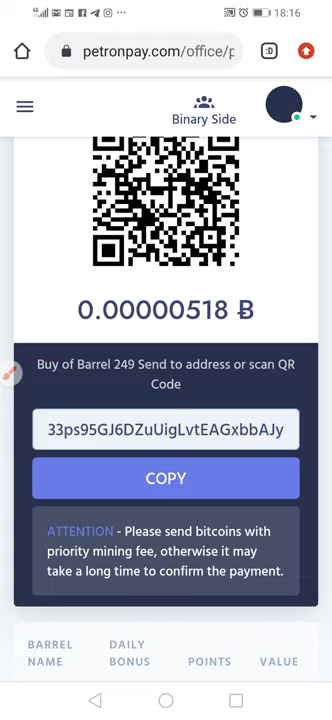 18:16
petronpay.com/office/p
:D
Binary Side
0.00000518 Ƀ
Buy of Barrel 249 Send to address or scan QR
Code
33ps95GJ6DZuUigLvtEAGxbbAJy
COPY
ATTENTION - Please send bitcoins with
priority mining fee, otherwise it may
take a long time to confirm the payment.
BARREL NAME DAILY BONUS POINTS VALUE